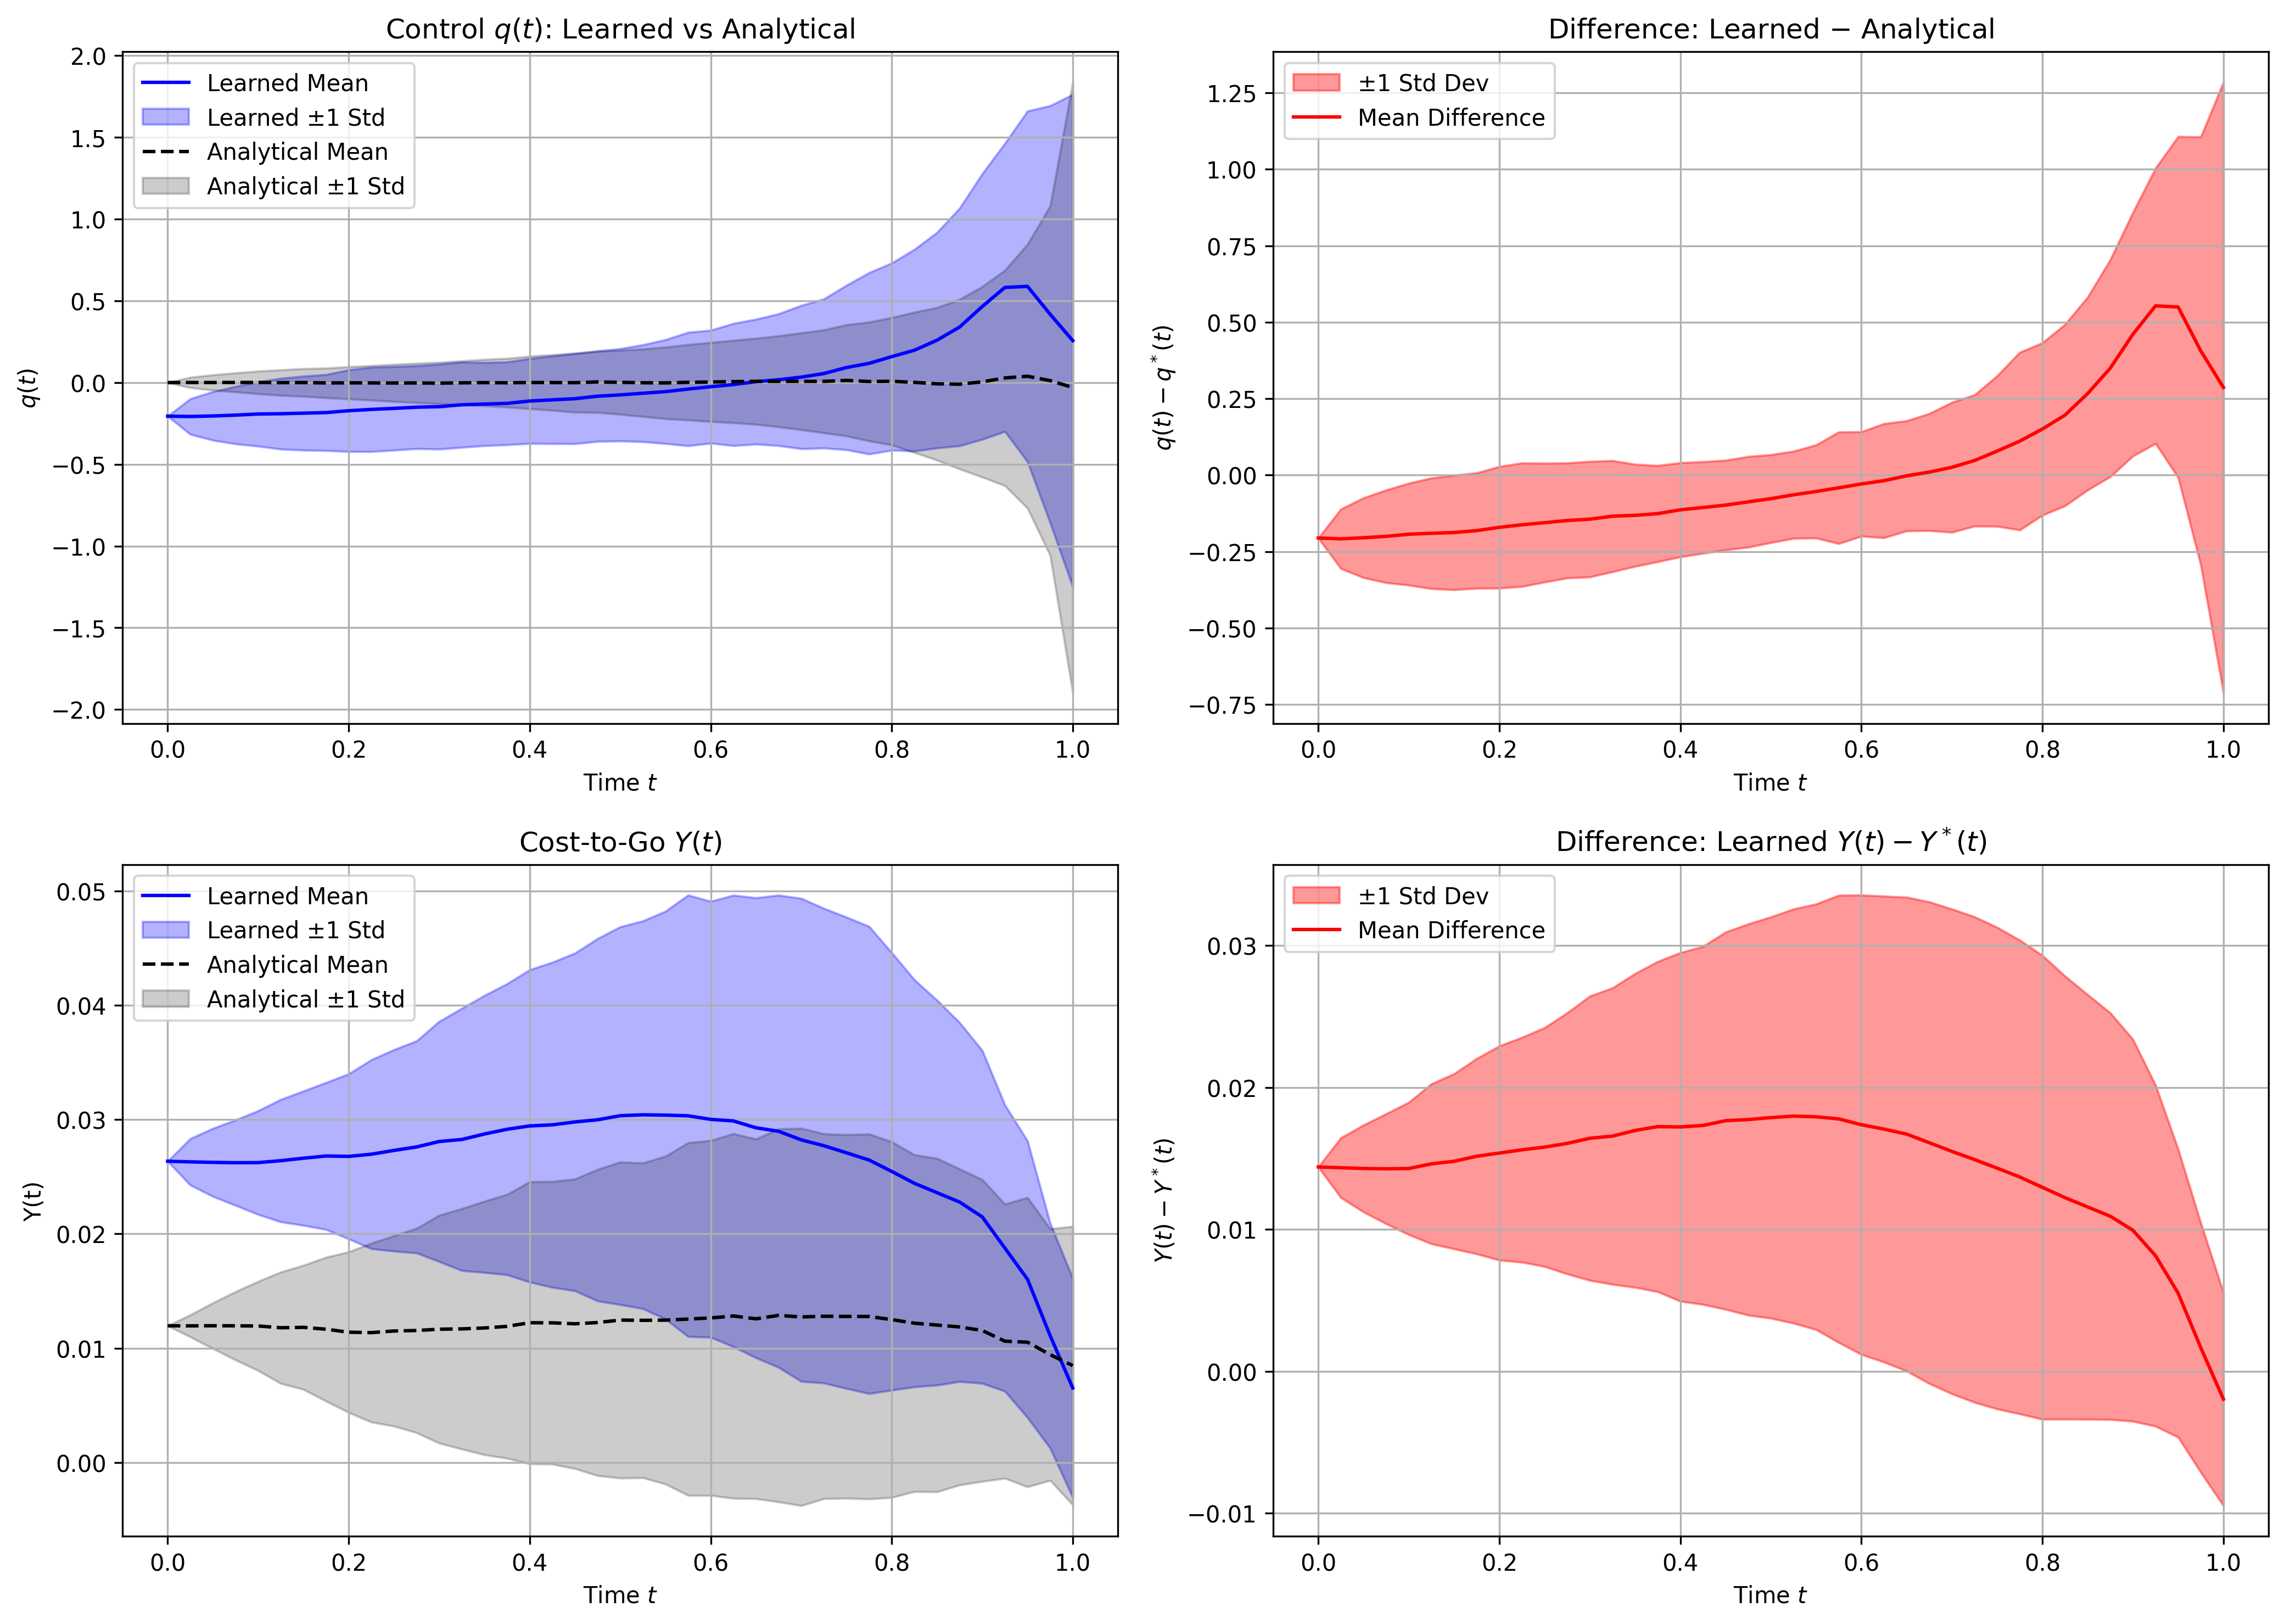 Control q(t): Learned vs Analytical
Learned Mean
Learned ±1 Std
Analytical Mean
Analytical ±1 Std
2.0
1.5
1.0
0.5
0.0
−0.5
−1.0
−1.5
−2.0
q(t)
0.0 0.2 0.4 0.6 0.8 1.0
Time t
Difference: Learned − Analytical
±1 Std Dev
Mean Difference
1.25
1.00
0.75
0.50
0.25
0.00
−0.25
−0.50
−0.75
q(t) − q*(t)
0.0 0.2 0.4 0.6 0.8 1.0
Time t
Cost-to-Go Y(t)
Learned Mean
Learned ±1 Std
Analytical Mean
Analytical ±1 Std
0.05
0.04
0.03
0.02
0.01
0.00
Y(t)
0.0 0.2 0.4 0.6 0.8 1.0
Time t
Difference: Learned Y(t) − Y*(t)
±1 Std Dev
Mean Difference
0.03
0.02
0.01
0.00
−0.01
Y(t) − Y*(t)
0.0 0.2 0.4 0.6 0.8 1.0
Time t